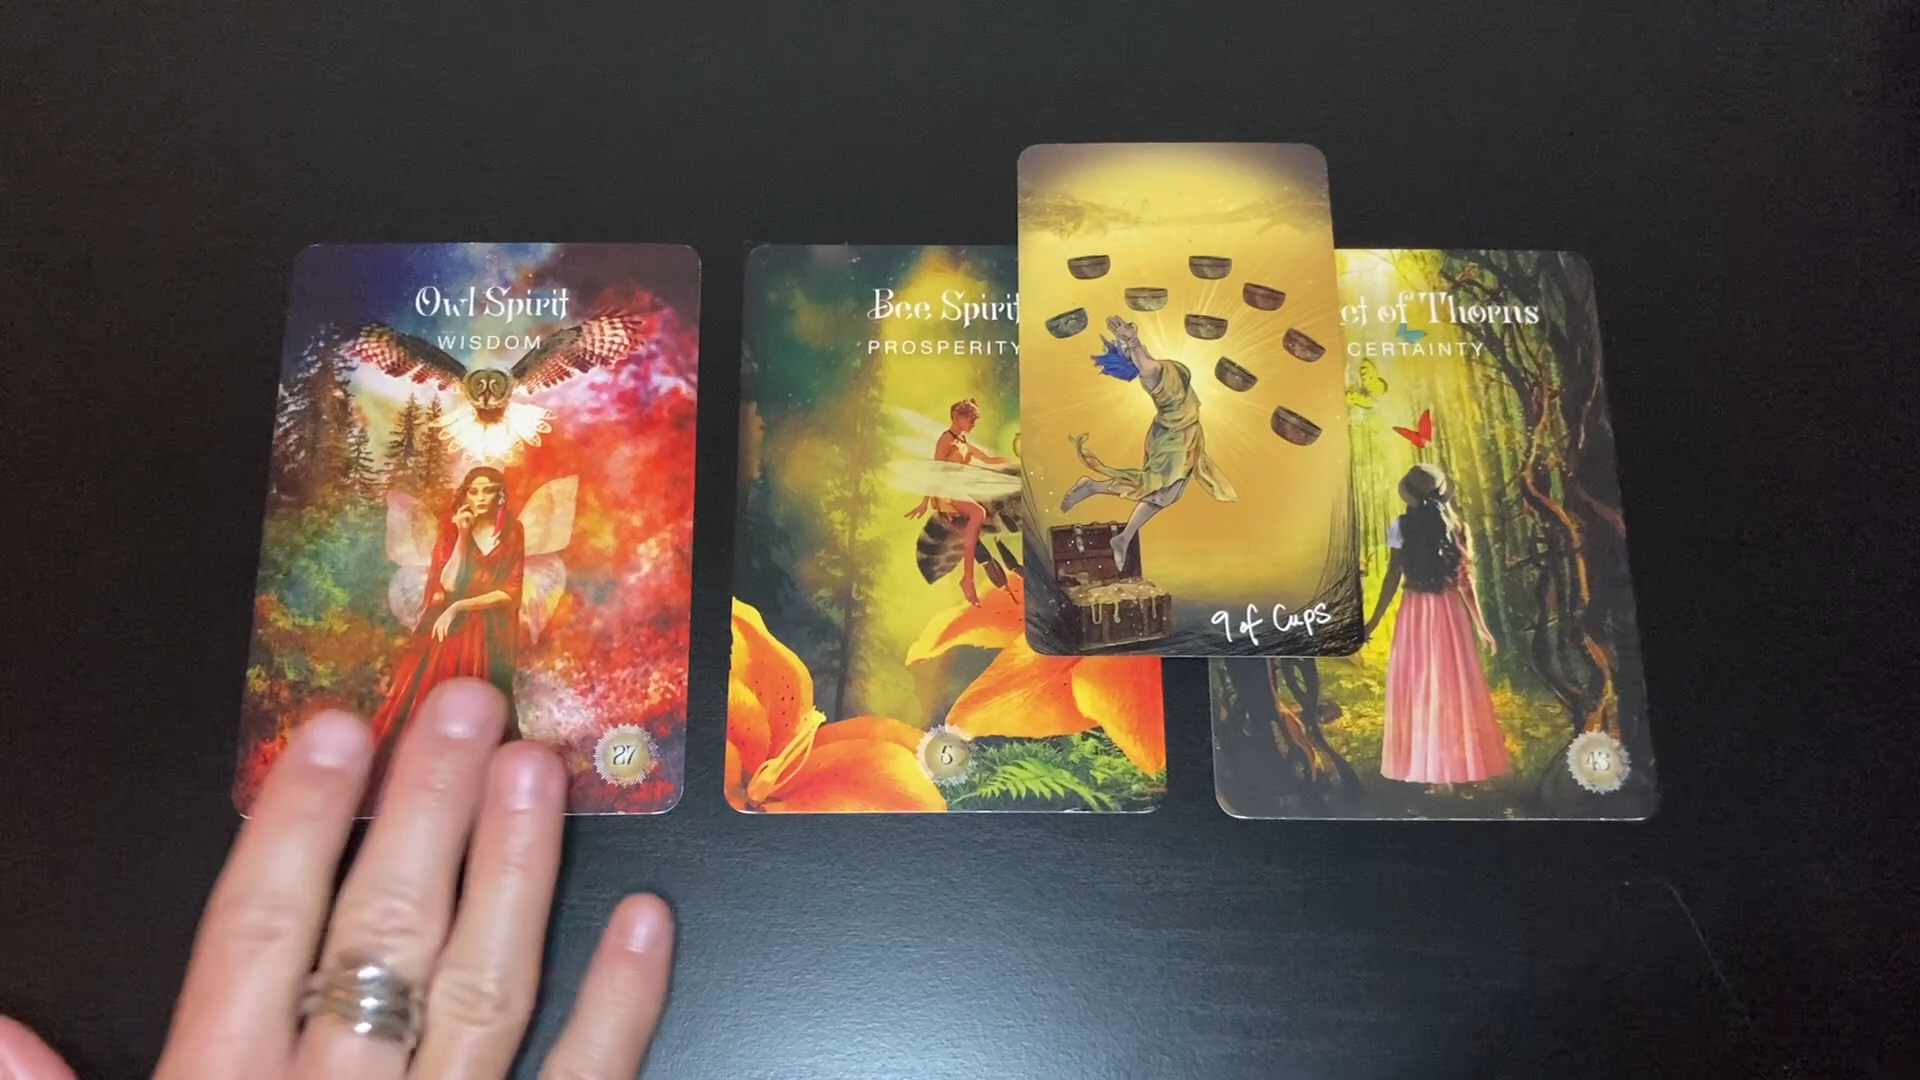 Owl Spirit
WISDOM
27
Bee Spirit
PROSPERITY
5
9 of Cups
of Thorns
CERTAINTY
43